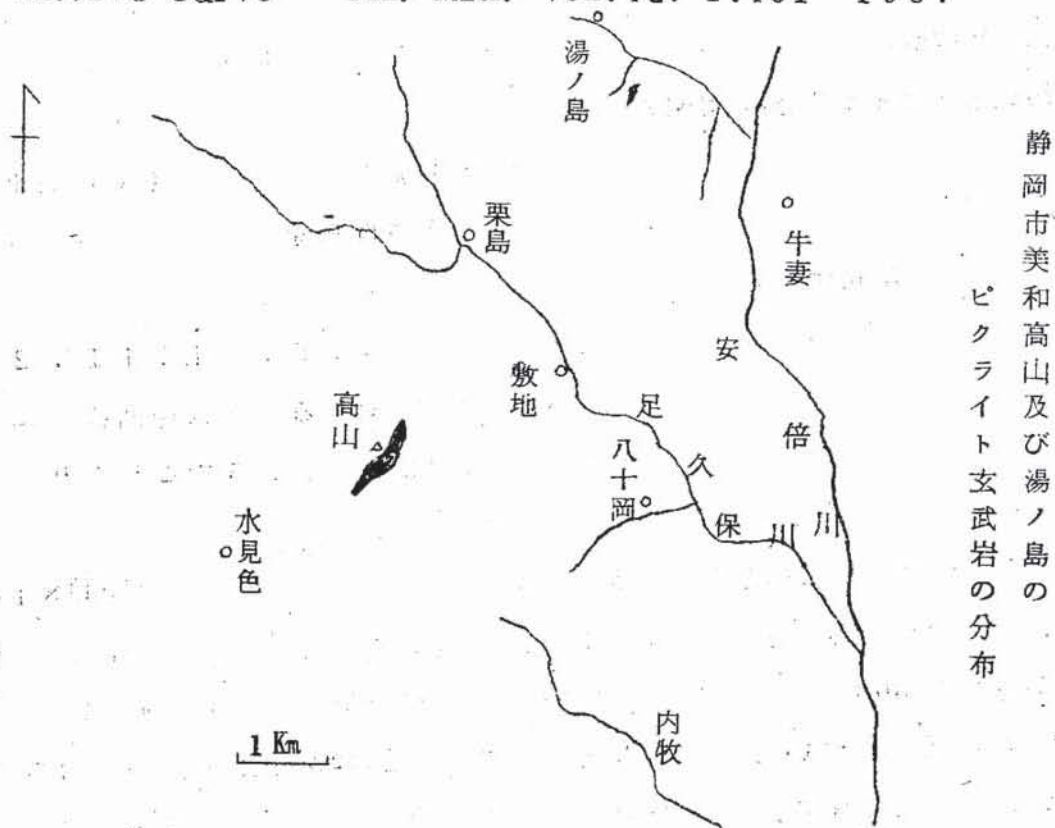 静岡市美和高山及び湯ノ島の
ピクライト玄武岩の分布
湯ノ島
牛妻
栗島
安倍川
敷地
足久保川
高山
八十岡
水見色
内牧
1 Km